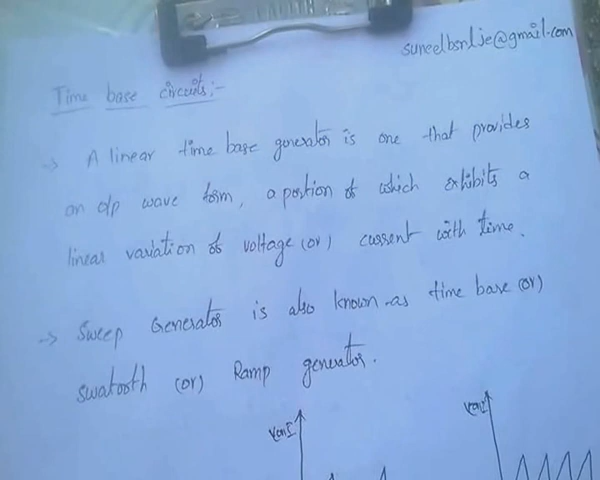 suneelbsnlje@gmail.com
Time base circuits:-
→ A linear time base generator is one that provides
an o/p wave form, a portion of which exhibits a
linear variation of voltage (or) current with time.
→ Sweep Generator is also known as time base (or)
swatooth (or) Ramp generator.